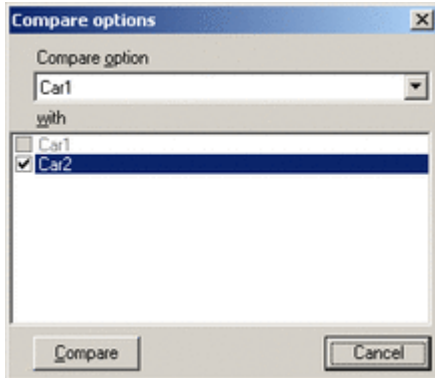 Compare options
Compare option
Car1
with
Car1
Car2
Compare
Cancel